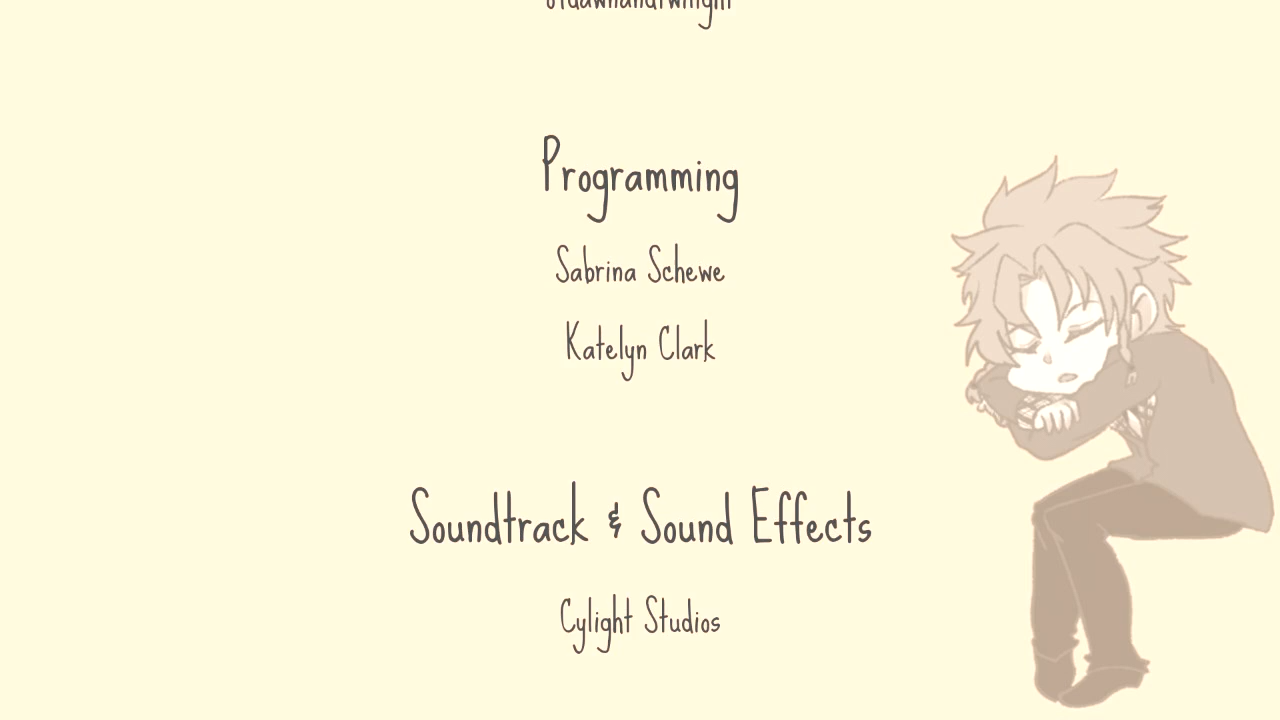 Programming
Sabrina Schewe
Katelyn Clark
Soundtrack & Sound Effects
Cylight Studios